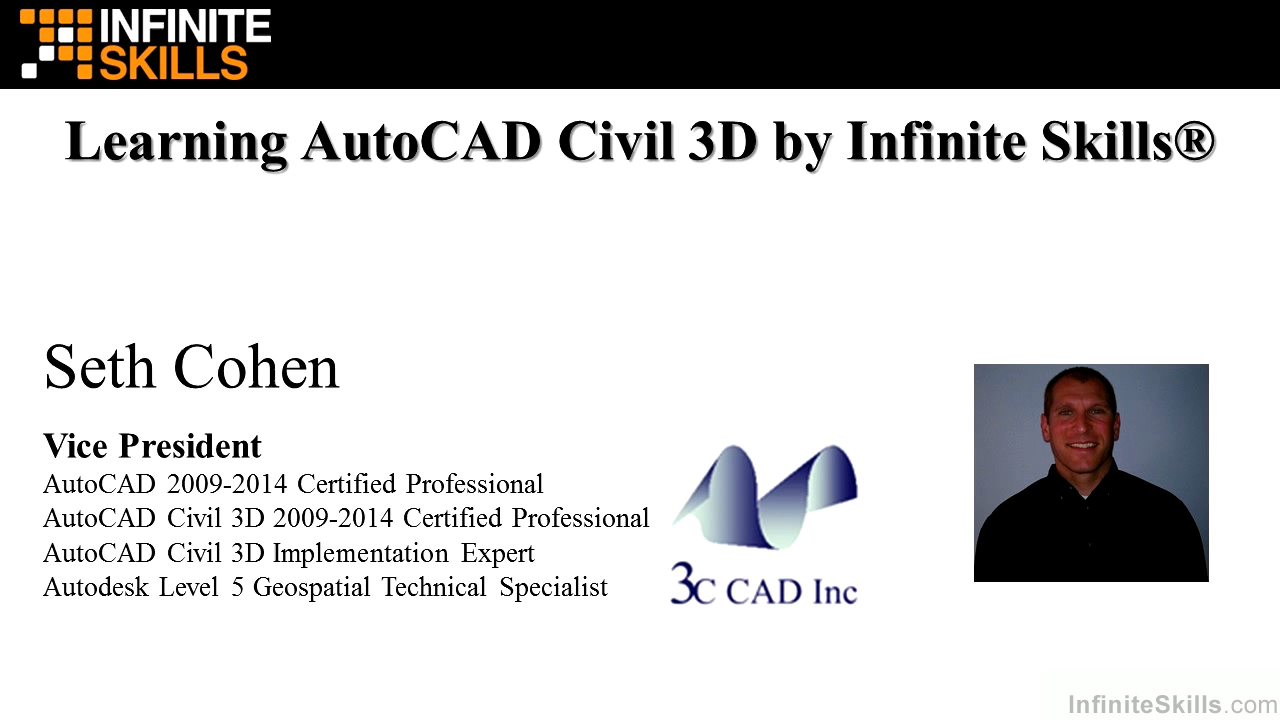 INFINITE
SKILLS
Learning AutoCAD Civil 3D by Infinite Skills®
Seth Cohen
Vice President
AutoCAD 2009-2014 Certified Professional
AutoCAD Civil 3D 2009-2014 Certified Professional
AutoCAD Civil 3D Implementation Expert
Autodesk Level 5 Geospatial Technical Specialist
3C CAD Inc
InfiniteSkills.com